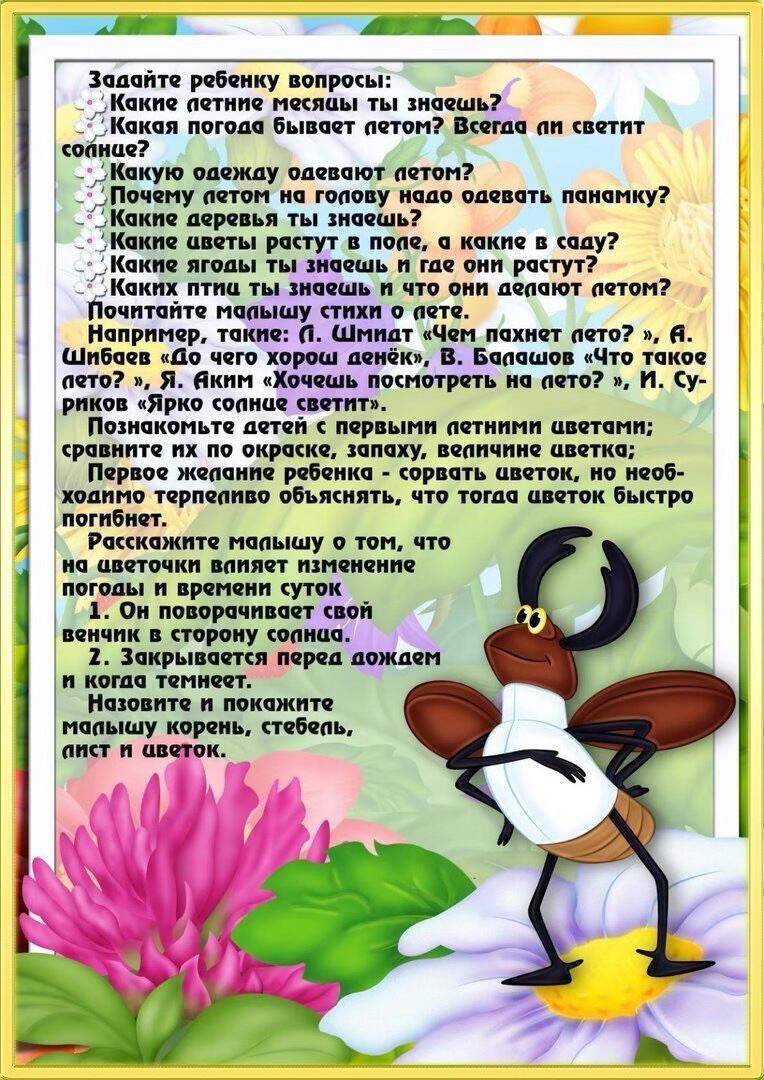 Задайте ребенку вопросы:
Какие летние месяцы ты знаешь?
Какая погода бывает летом? Всегда ли светит
солнце?
Какую одежду одевают летом?
Почему летом на голову надо одевать панамку?
Какие деревья ты знаешь?
Какие цветы растут в поле, а какие в саду?
Какие ягоды ты знаешь и где они растут?
Каких птиц ты знаешь и что они делают летом?
Почитайте малышу стихи о лете.
Например, такие: Л. Шмидт «Чем пахнет лето? », А.
Шибаев «До чего хорош денёк», В. Балашов «Что такое
лето? », Я. Аким «Хочешь посмотреть на лето? », И. Су-
риков «Ярко солнце светит».
Познакомьте детей с первыми летними цветами;
сравните их по окраске, запаху, величине цветка;
Первое желание ребенка - сорвать цветок, но необ-
ходимо терпеливо объяснять, что тогда цветок быстро
погибнет.
Расскажите малышу о том, что
на цветочки влияет изменение
погоды и времени суток
1. Он поворачивает свой
венчик в сторону солнца.
2. Закрывается перед дождем
и когда темнеет.
Назовите и покажите
малышу корень, стебель,
лист и цветок.